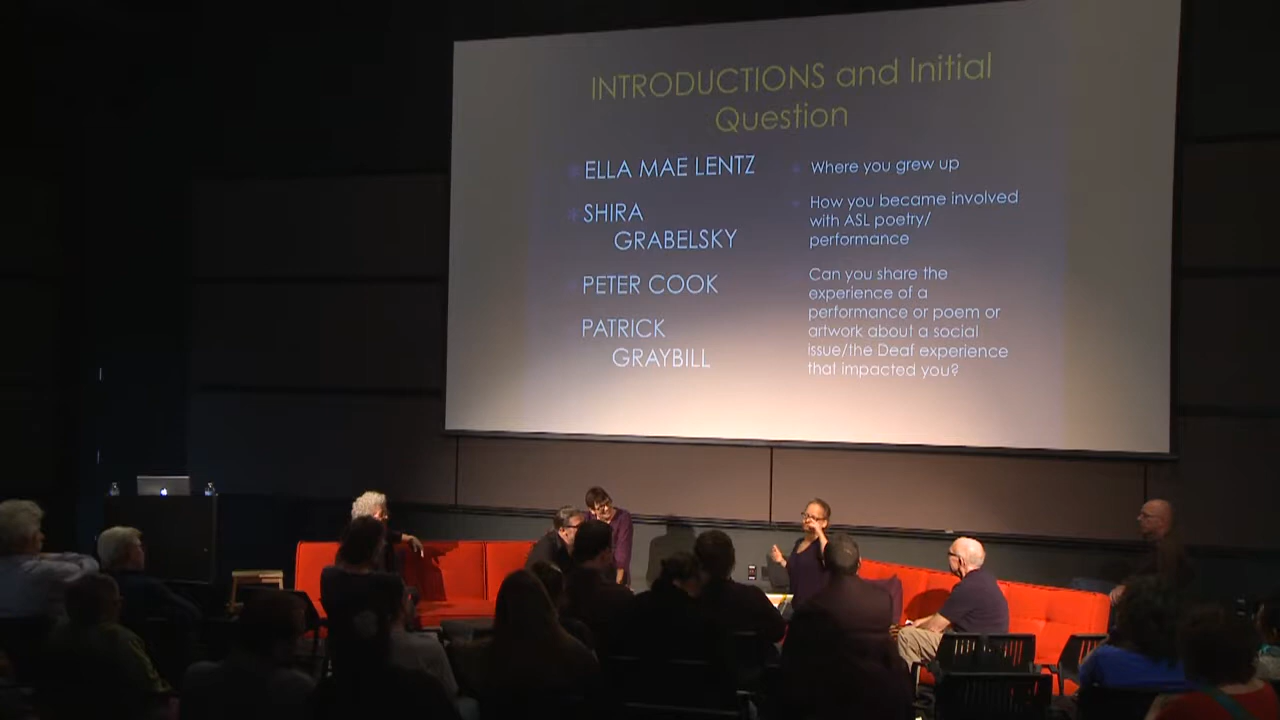 INTRODUCTIONS and Initial
Question
ELLA MAE LENTZ
SHIRA
GRABELSKY
PETER COOK
PATRICK
GRAYBILL
Where you grew up
How you became involved
with ASL poetry/
performance
Can you share the
experience of a
performance or poem or
artwork about a social
issue/the Deaf experience
that impacted you?